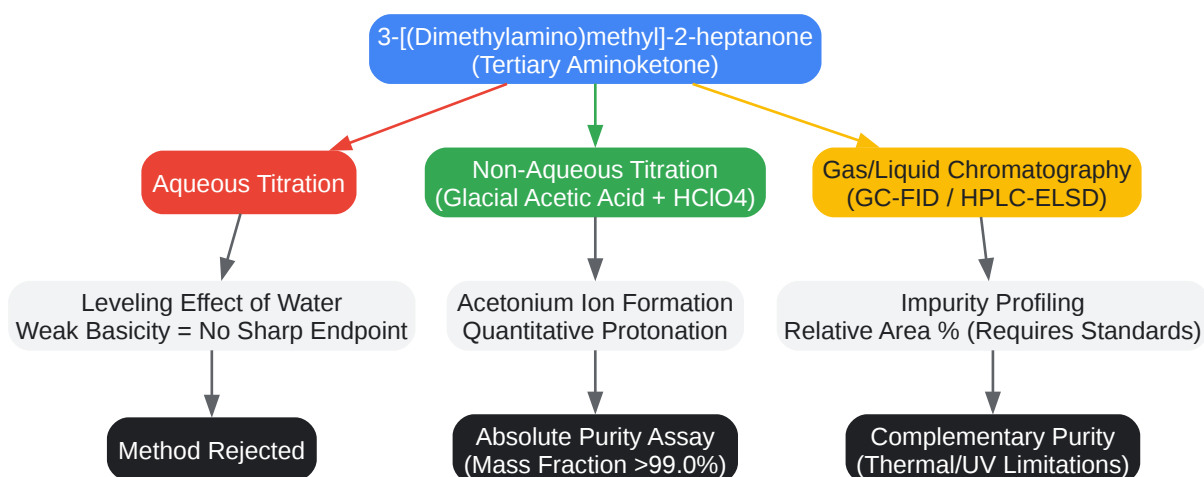 3-[(Dimethylamino)methyl]-2-heptanone
(Tertiary Aminoketone)
Aqueous Titration
Non-Aqueous Titration
(Glacial Acetic Acid + HClO4)
Gas/Liquid Chromatography
(GC-FID / HPLC-ELSD)
Leveling Effect of Water
Weak Basicity = No Sharp Endpoint
Acetonium Ion Formation
Quantitative Protonation
Impurity Profiling
Relative Area % (Requires Standards)
Method Rejected
Absolute Purity Assay
(Mass Fraction >99.0%)
Complementary Purity
(Thermal/UV Limitations)